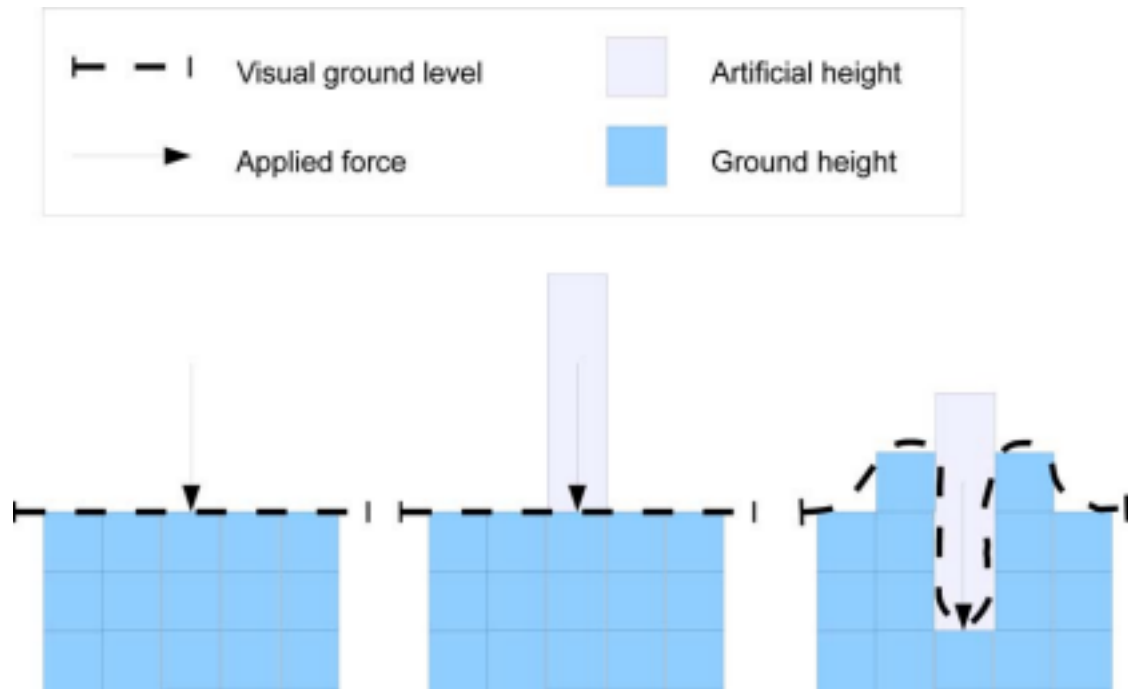 Visual ground level
Artificial height
Applied force
Ground height